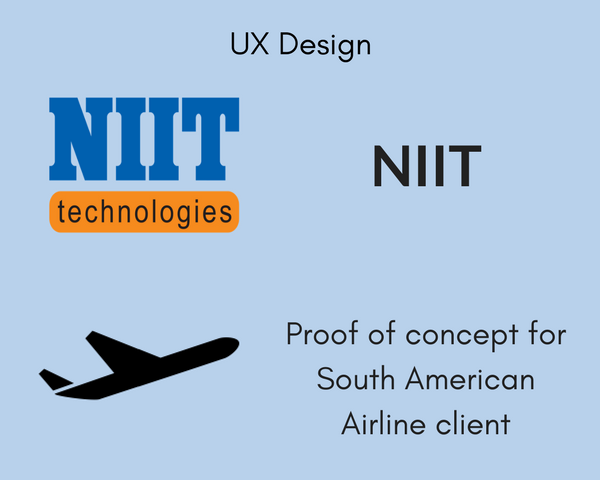 UX Design
NIIT
technologies
NIIT
Proof of concept for
South American
Airline client